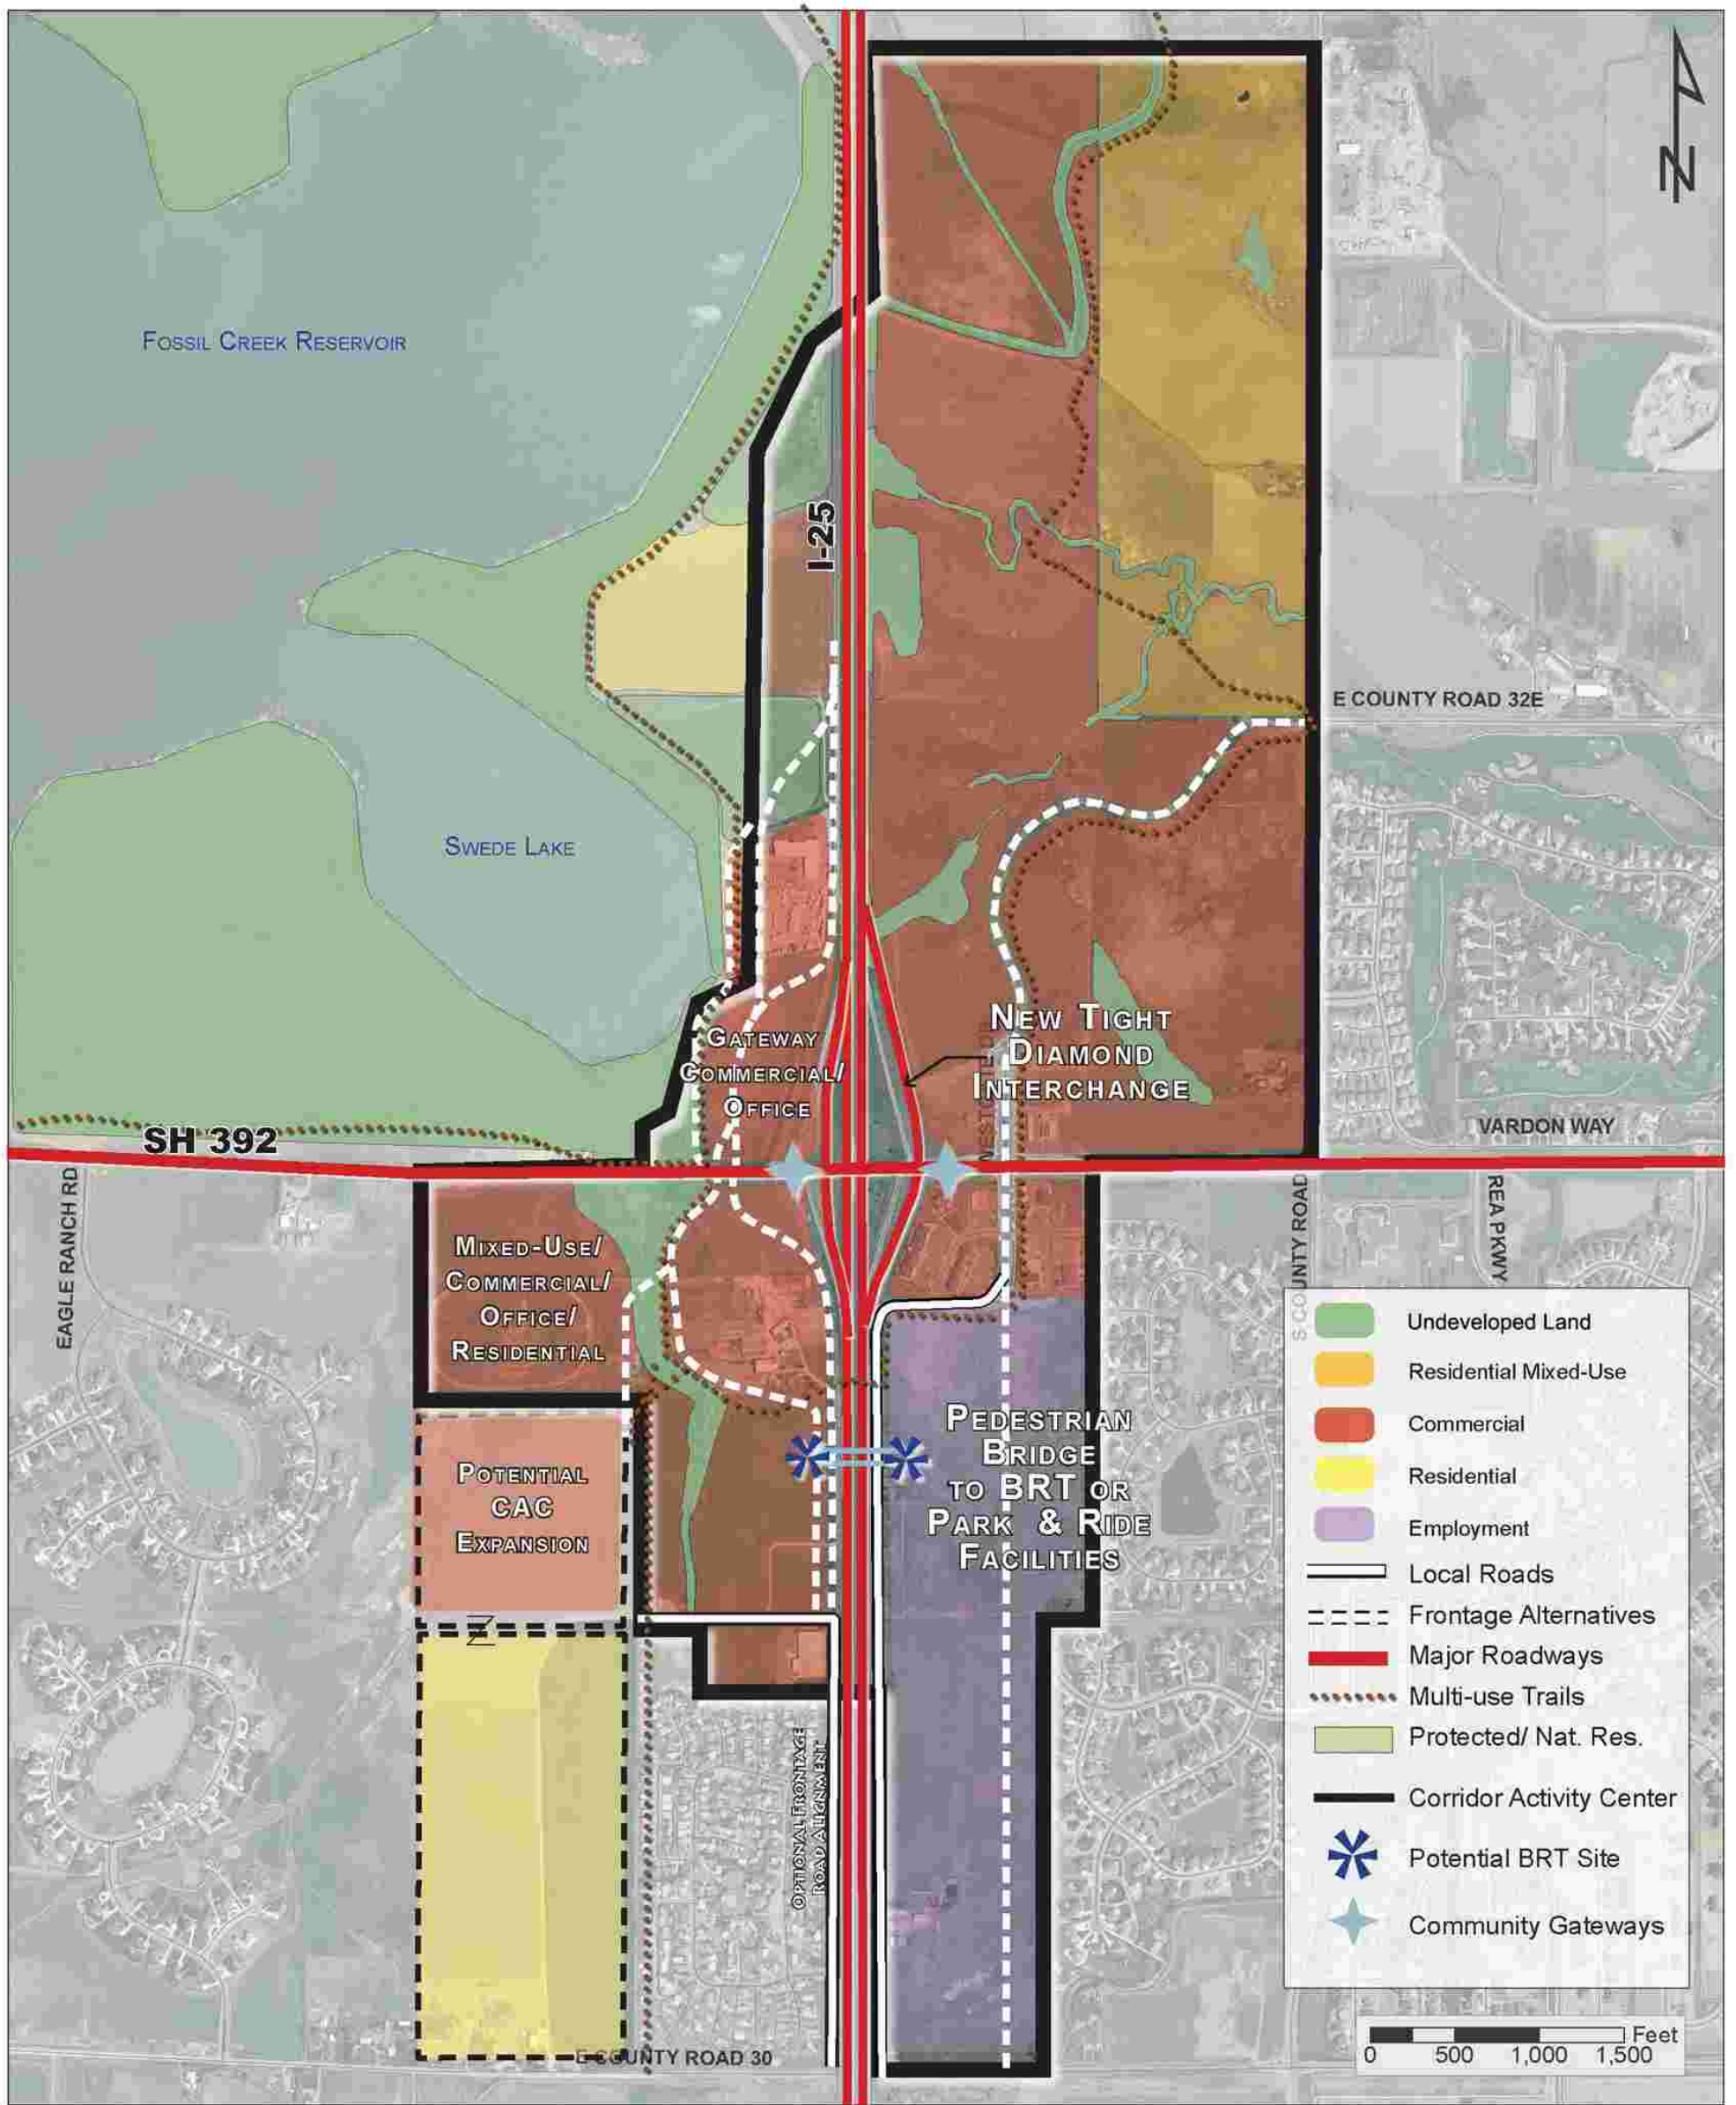 N
FOSSIL CREEK RESERVOIR
I-25
E COUNTY ROAD 32E
SWEDE LAKE
NEW TIGHT
DIAMOND
INTERCHANGE
GATEWAY
COMMERCIAL/
OFFICE
SH 392
VARDON WAY
EAGLE RANCH RD
MIXED-USE/
COMMERCIAL/
OFFICE/
RESIDENTIAL
S COUNTY ROAD
REA PKWY
POTENTIAL
CAC
EXPANSION
PEDESTRIAN
BRIDGE
TO BRT OR
PARK & RIDE
FACILITIES
OPTIONAL FRONTAGE
ROAD ALIGNMENT
E COUNTY ROAD 30
Undeveloped Land
Residential Mixed-Use
Commercial
Residential
Employment
Local Roads
Frontage Alternatives
Major Roadways
Multi-use Trails
Protected/ Nat. Res.
Corridor Activity Center
Potential BRT Site
Community Gateways
Feet
0 500 1,000 1,500